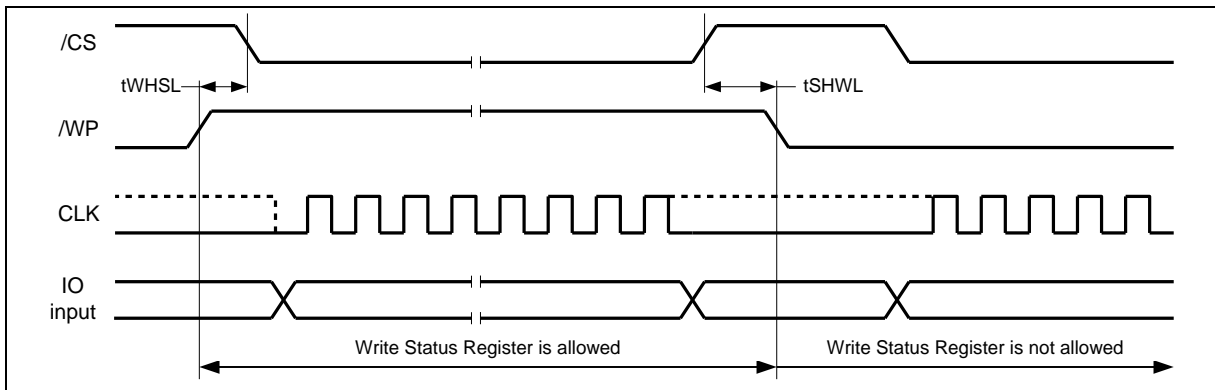 /CS
tWHSL
tSHWL
/WP
CLK
IO
input
Write Status Register is allowed
Write Status Register is not allowed